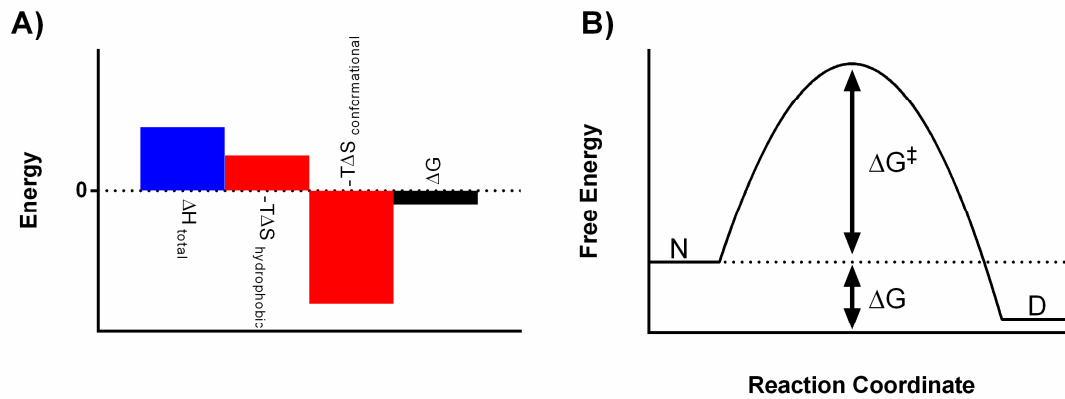 A)
Energy
0
ΔH total
-TΔS hydrophobic
-TΔS conformational
ΔG
B)
Free Energy
N
ΔG‡
ΔG
D
Reaction Coordinate